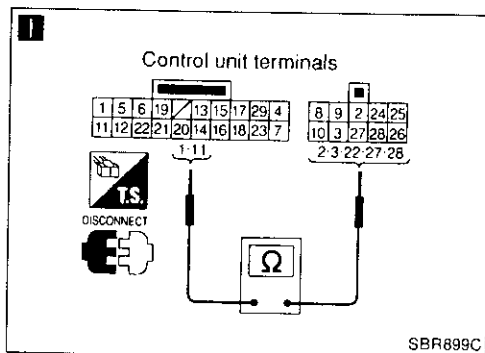 I
Control unit terminals
1 5 6 19 13 15 17 29 4
11 12 22 21 20 14 16 18 23 7
8 9 2 24 25
10 3 27 28 26
1·11
2·3·22·27·28
T.S.
DISCONNECT
Ω
SBR899C